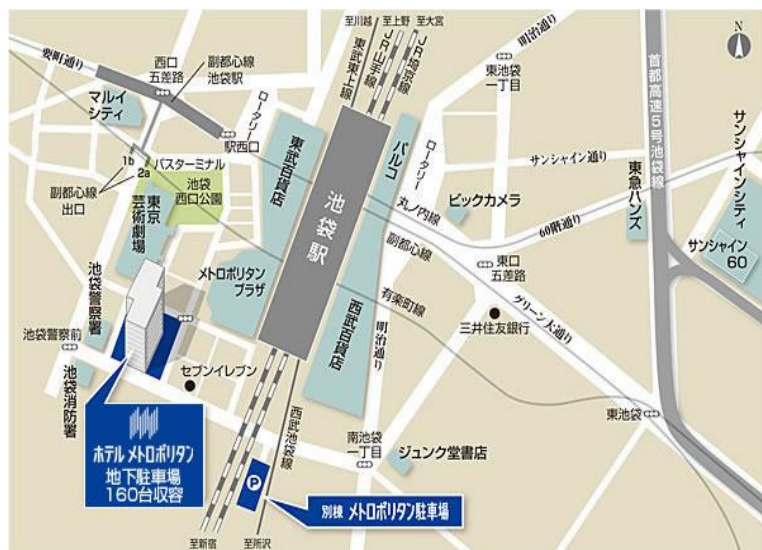 至川越
至上野
至大宮
N
要町通り
西口
五差路
副都心線
池袋駅
東武東上線
JR山手線
JR埼京線
明治通り
東池袋
一丁目
首都高速5号池袋線
マルイ
シティ
ロータリー
駅西口
東武百貨店
パルコ
ロータリー
サンシャイン通り
東急ハンズ
サンシャインシティ
1b
2a
バスターミナル
副都心線
出口
池袋
西口公園
東京
芸術劇場
池袋駅
丸ノ内線
ビックカメラ
60階通り
サンシャイン
60
副都心線
東口
五差路
メトロポリタン
プラザ
有楽町線
グリーン大通り
池袋警察署
西武百貨店
明治通り
三井住友銀行
池袋警察前
セブンイレブン
池袋消防署
東池袋
ホテル メトロポリタン
地下駐車場
160台収容
西武池袋線
南池袋
一丁目
ジュンク堂書店
P
別棟 メトロポリタン駐車場
至新宿
至所沢